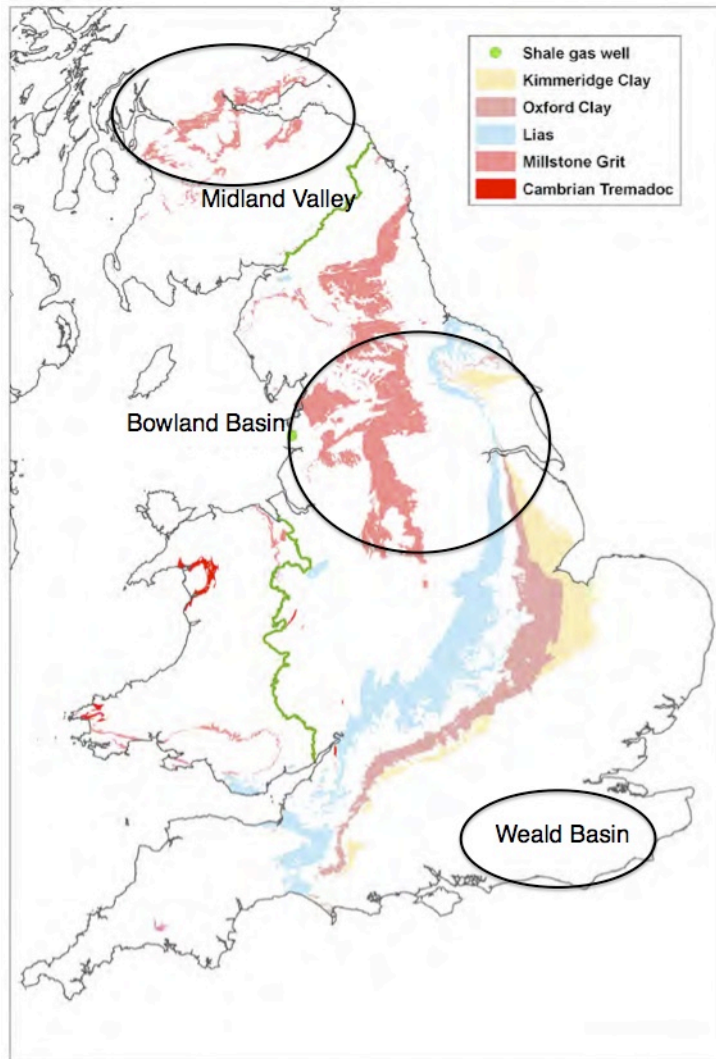 Shale gas well
Kimmeridge Clay
Oxford Clay
Lias
Millstone Grit
Cambrian Tremadoc
Midland Valley
Bowland Basin
Weald Basin